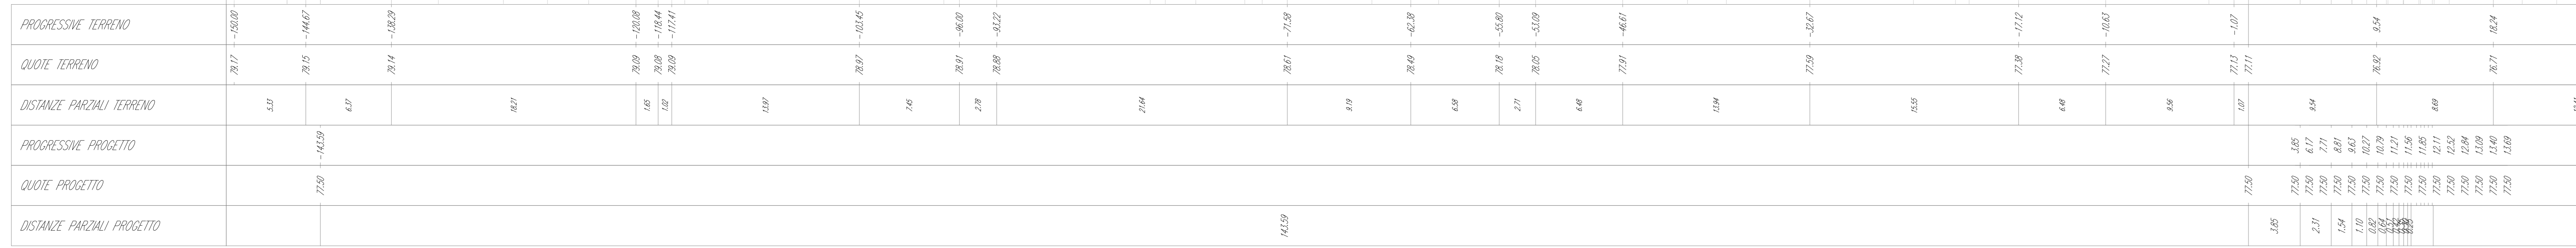 PROGRESSIVE TERRENO -150.00 -144.67 -138.29 -120.08 -118.44 -117.41 -103.45 -96.00 -93.22 -71.58 -62.38 -55.80 -53.09 -46.61 -32.67 -17.12 -10.63 -1.07 9.54 18.24
QUOTE TERRENO 79.17 79.15 79.14 79.09 79.08 79.09 78.97 78.91 78.88 78.61 78.49 78.18 78.05 77.91 77.59 77.38 77.27 77.13 77.11 76.92 76.71
DISTANZE PARZIALI TERRENO 5.33 6.37 18.21 1.65 1.02 13.97 7.45 2.78 21.64 9.19 6.58 2.71 6.48 13.94 15.55 6.48 9.56 1.07 9.54 8.69
PROGRESSIVE PROGETTO -143.59 3.85 6.17 7.71 8.81 9.63 10.27 10.79 11.21 11.56 11.85 12.11 12.52 12.84 13.09 13.40 13.69
QUOTE PROGETTO 77.50 77.50 77.50 77.50 77.50 77.50 77.50 77.50 77.50 77.50 77.50 77.50 77.50 77.50 77.50 77.50 77.50 77.50
DISTANZE PARZIALI PROGETTO 143.59 3.85 2.31 1.54 1.10 0.82 0.64 0.51